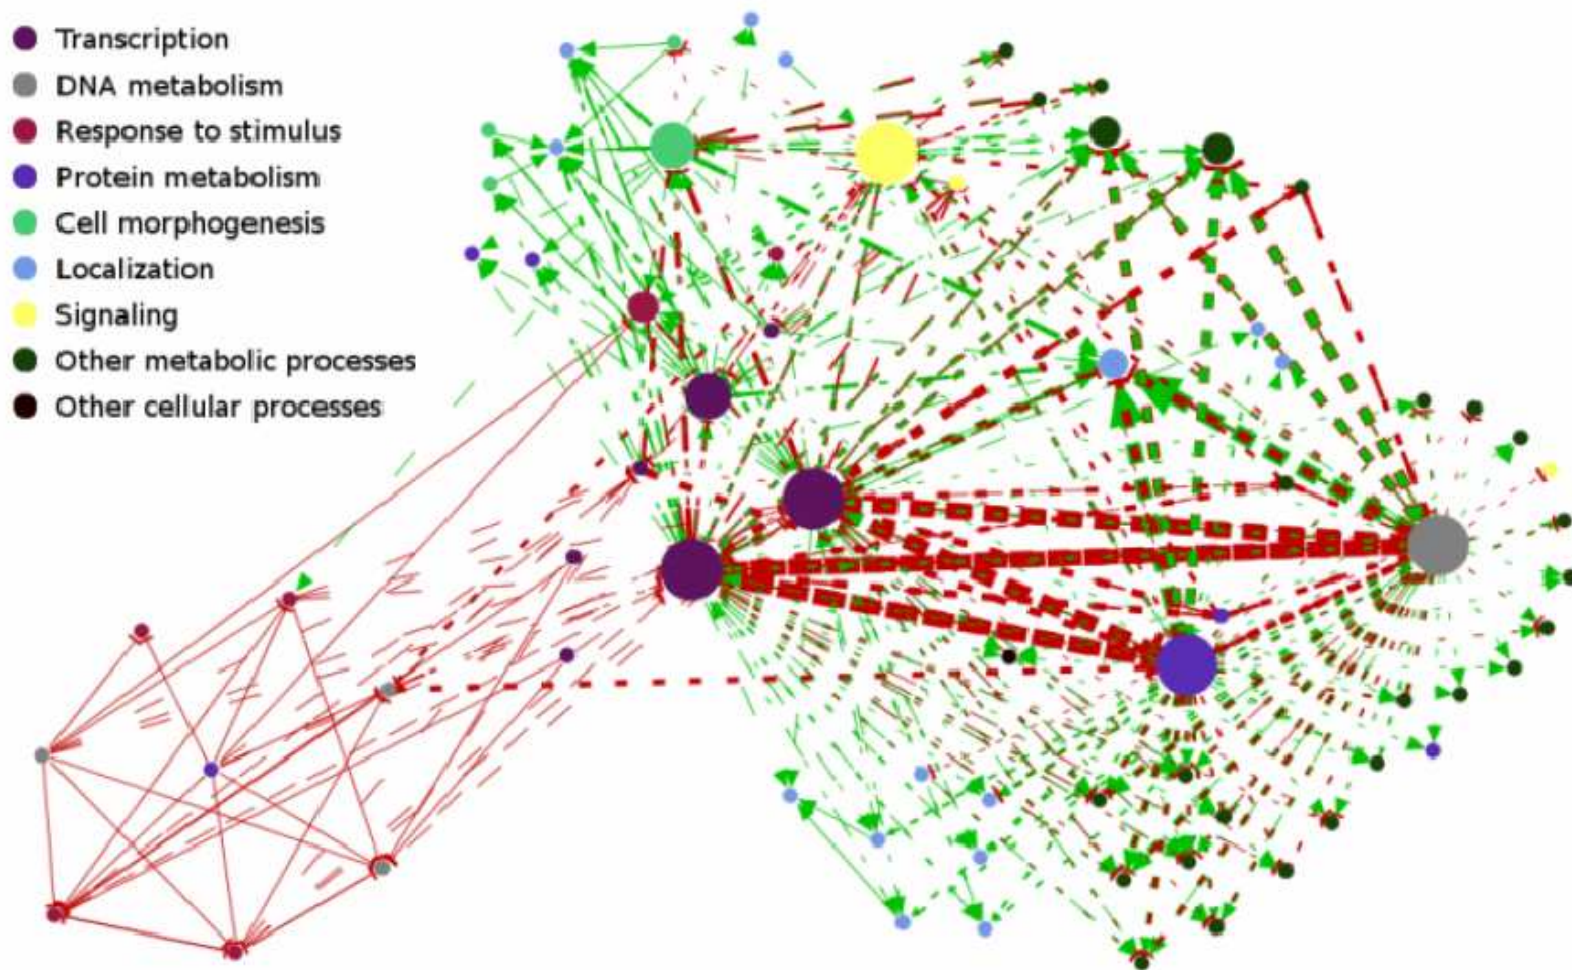 Transcription
DNA metabolism
Response to stimulus
Protein metabolism
Cell morphogenesis
Localization
Signaling
Other metabolic processes
Other cellular processes